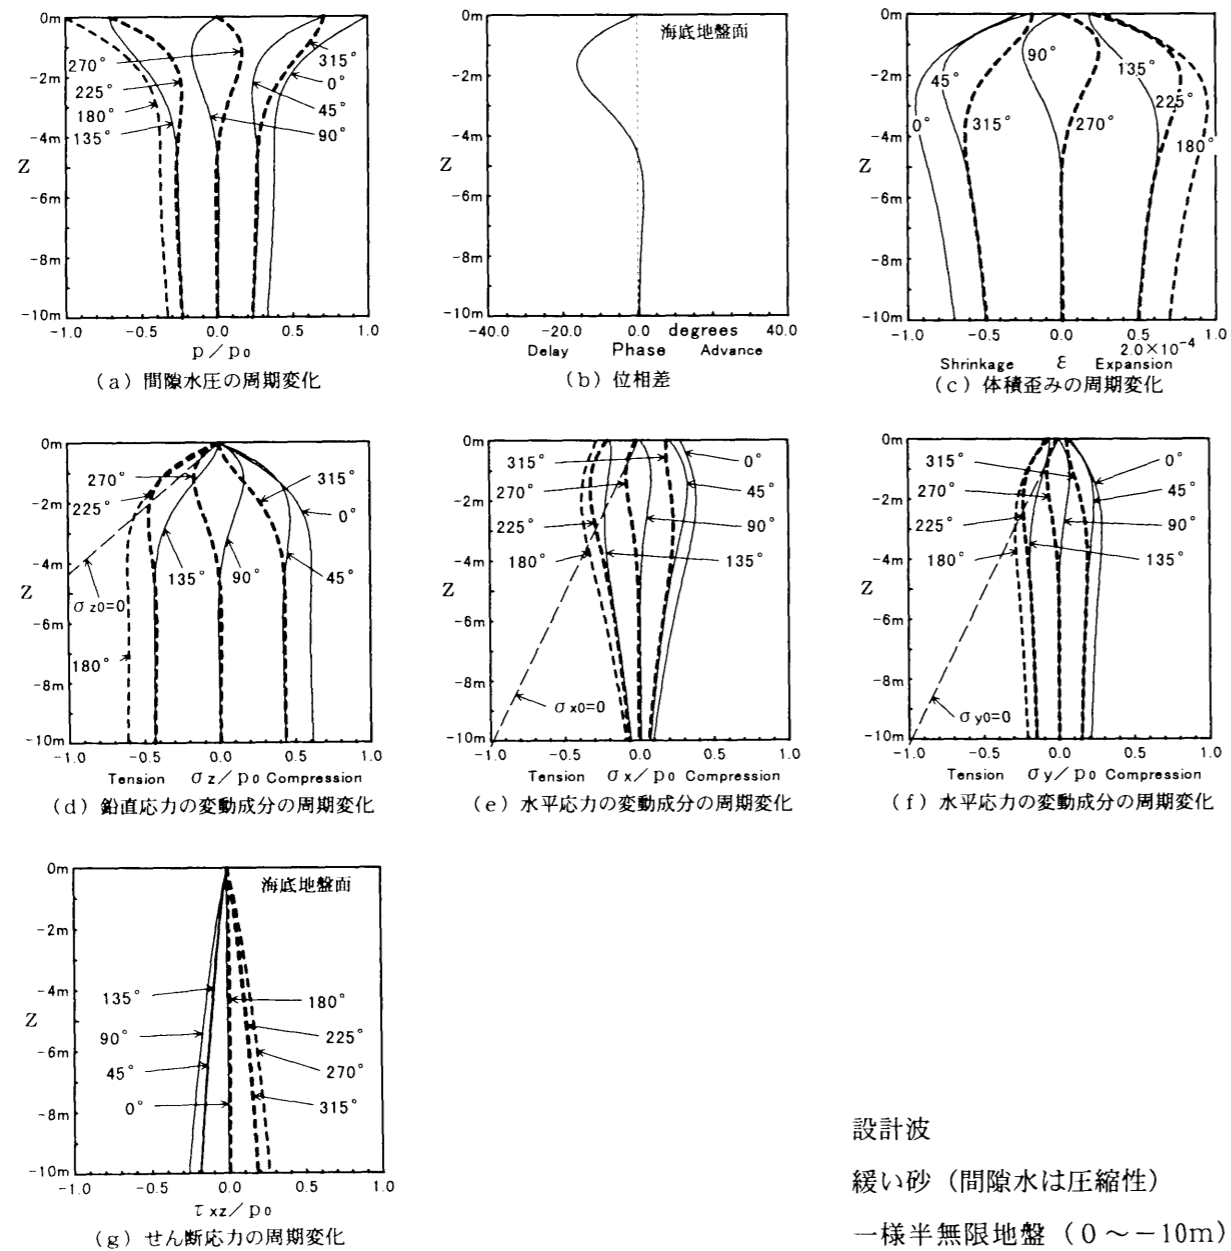 0m
-2m
-4m
Z
-6m
-8m
-10m
270°
225°
180°
135°
315°
0°
45°
90°
-1.0 -0.5 0.0 0.5 1.0
p／p₀
(a) 間隙水圧の周期変化
0m
-2m
-4m
Z
-6m
-8m
-10m
海底地盤面
-40.0 -20.0 0.0 degrees 40.0
Delay Phase Advance
(b) 位相差
0m
-2m
-4m
Z
-6m
-8m
-10m
90°
45°
135°
225°
0°
315°
270°
180°
-1.0 -0.5 0.0 0.5 1.0
2.0×10⁻⁴
Shrinkage ε Expansion
(c) 体積歪みの周期変化
0m
-2m
-4m
Z
-6m
-8m
-10m
270°
225°
315°
0°
135°
90°
45°
σz0=0
180°
-1.0 -0.5 0.0 0.5 1.0
Tension σz／p₀ Compression
(d) 鉛直応力の変動成分の周期変化
0m
-2m
-4m
Z
-6m
-8m
-10m
315°
270°
225°
180°
0°
45°
90°
135°
σx0=0
-1.0 -0.5 0.0 0.5 1.0
Tension σx／p₀ Compression
(e) 水平応力の変動成分の周期変化
0m
-2m
-4m
Z
-6m
-8m
-10m
315°
270°
225°
180°
0°
45°
90°
135°
σy0=0
-1.0 -0.5 0.0 0.5 1.0
Tension σy／p₀ Compression
(f) 水平応力の変動成分の周期変化
0m
-2m
-4m
Z
-6m
-8m
-10m
海底地盤面
135°
90°
45°
0°
180°
225°
270°
315°
-1.0 -0.5 0.0 0.5 1.0
τxz／p₀
(g) せん断応力の周期変化
設計波
緩い砂（間隙水は圧縮性）
一様半無限地盤（0～-10m）